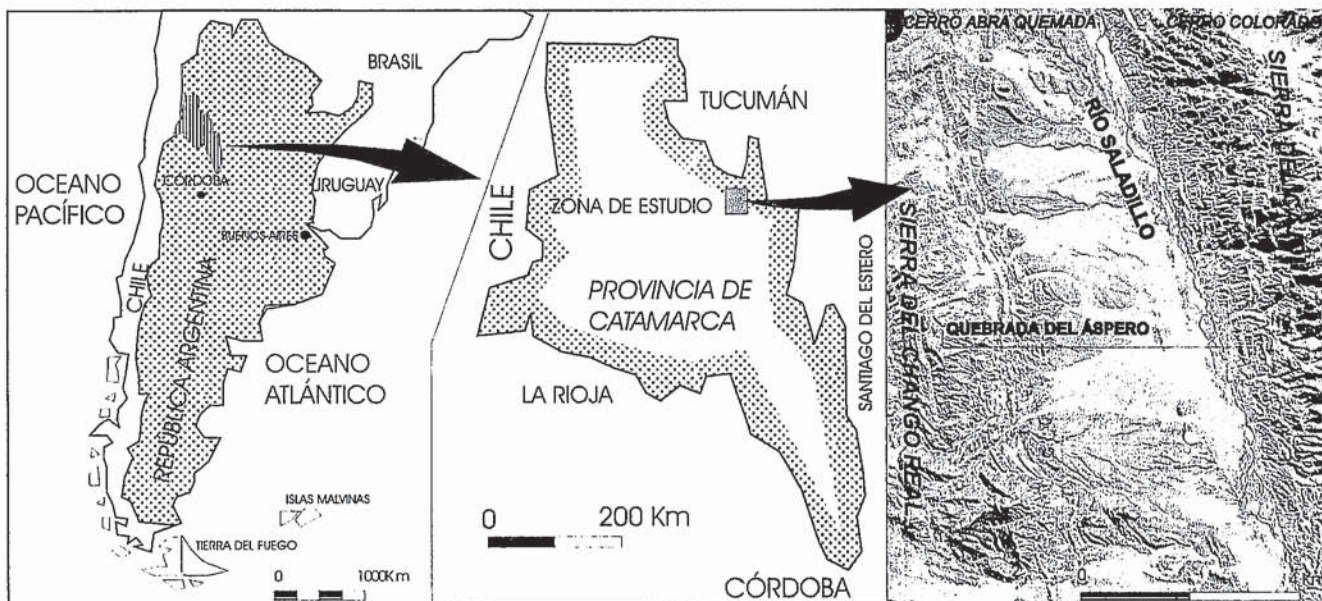 BRASIL
OCEANO
PACÍFICO
CÓRDOBA
URUGUAY
BUENOS AIRES
CHILE
REPÚBLICA ARGENTINA
OCEANO
ATLÁNTICO
ISLAS MALVINAS
TIERRA DEL FUEGO
0 1000Km
TUCUMÁN
CHILE
ZONA DE ESTUDIO
PROVINCIA DE
CATAMARCA
SANTIAGO DEL ESTERO
LA RIOJA
0 200 Km
CÓRDOBA
CERRO ABRA QUEMADA
CERRO COLORADO
RÍO SALADILLO
QUEBRADA DEL ÁSPERO
SIERRA DEL CHANGO REAL
SIERRA DE
0